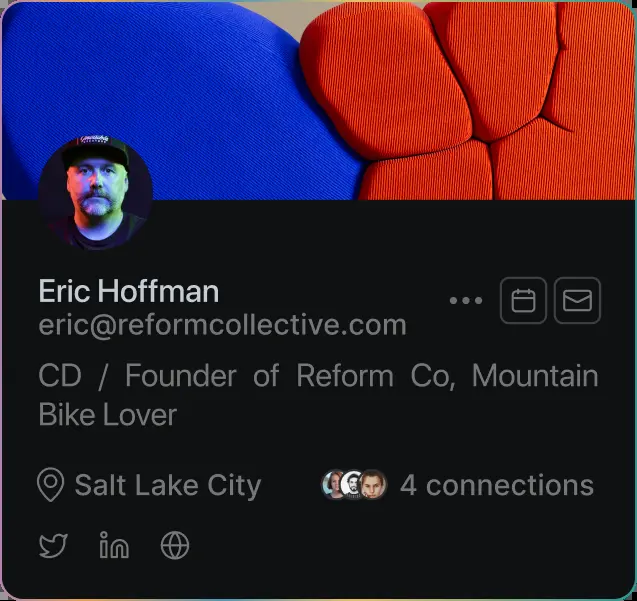 Eric Hoffman
eric@reformcollective.com
CD / Founder of Reform Co, Mountain
Bike Lover
Salt Lake City
4 connections